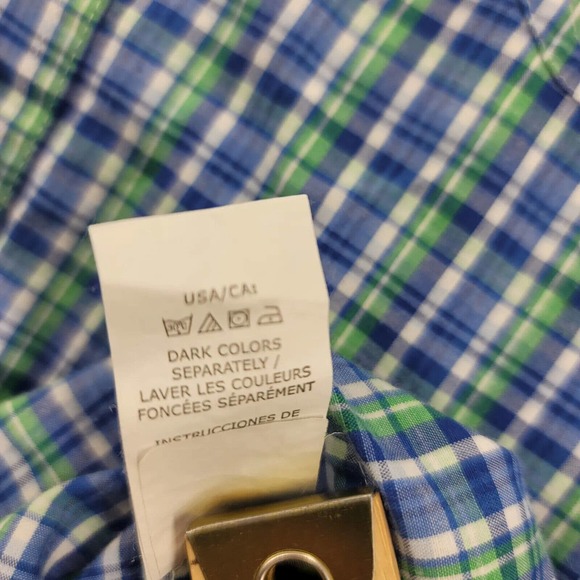 USA/CA:
DARK COLORS
SEPARATELY /
LAVER LES COULEURS
FONCÉES SÉPARÉMENT
INSTRUCCIONES DE